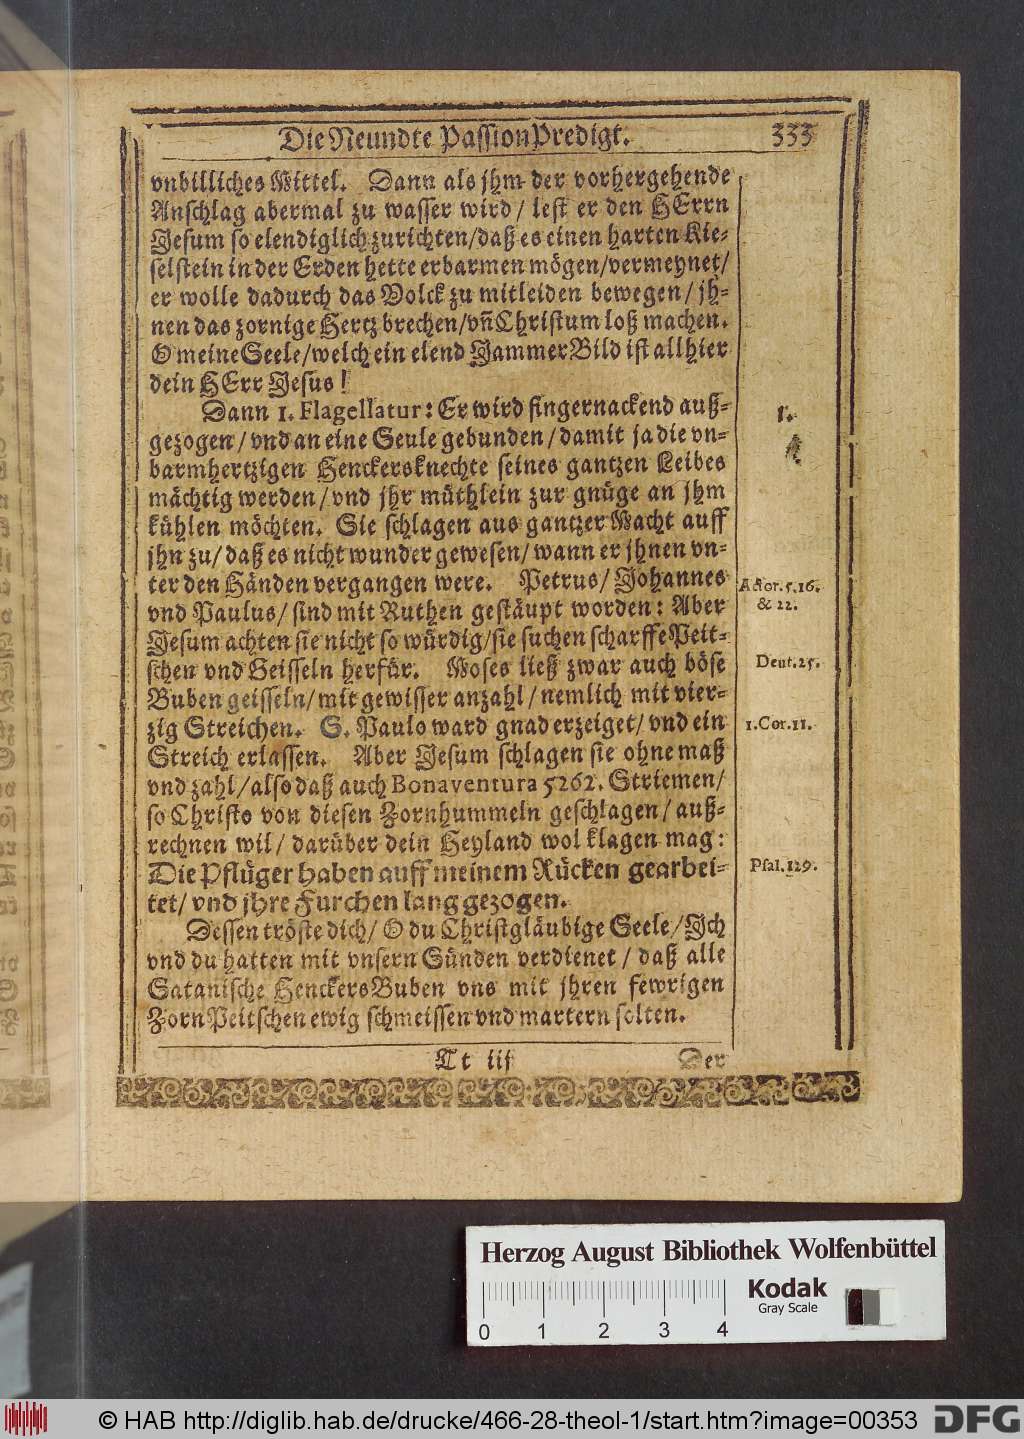 Die Neundte PassionPredigt. 333
vnbilliches Mittel. Dann als jhm der vorhergehende
Anschlag abermal zu wasser wird / lest er den HErrn
Jesum so elendiglich zurichten/daß es einen harten Kie-
selstein in der Erden hette erbarmen mögen/vermeynet/
er wolle dadurch das Volck zu mitleiden bewegen / jh-
nen das zornige Hertz brechen/vñ Christum loß machen.
O meine Seele/welch ein elend JammerBild ist allhier
dein HErr Jesus!
Dann 1. Flagellatur: Er wird fingernackend auß-
1.
gezogen / vnd an eine Seule gebunden / damit ja die vn-
barmhertzigen Henckersknechte seines gantzen Leibes
mächtig werden / vnd jhr müthlein zur gnüge an jhm
kühlen möchten. Sie schlagen aus gantzer Macht auff
jhn zu/ daß es nicht wunder gewesen/ wann er jhnen vn-
ter den Händen vergangen were. Petrus/ Johannes
Actor. 5. 16.
& 22.
vnd Paulus/ sind mit Ruthen gestäupt worden: Aber
Jesum achten sie nicht so würdig/sie suchen scharffe Peit-
schen vnd Geisseln herfür. Moses ließ zwar auch böse
Deut. 25.
Buben geisseln/ mit gewisser anzahl / nemlich mit vier-
zig Streichen. S. Paulo ward gnad erzeiget/ vnd ein
1. Cor. 11.
Streich erlassen. Aber Jesum schlagen sie ohne maß
vnd zahl / also daß auch Bonaventura 5262. Striemen/
so Christo von diesen Zornhummeln geschlagen / auß-
rechnen wil / darüber dein Heyland wol klagen mag:
Die Pflüger haben auff meinem Rücken gearbei-
Psal. 129.
tet/ vnd jhre Furchen lang gezogen.
Dessen tröste dich/ O du Christgläubige Seele/ Ich
vnd du hatten mit vnsern Sünden verdienet / daß alle
Satanische HenckersBuben vns mit jhren fewrigen
ZornPeitschen ewig schmeissen vnd martern solten.
Tt iij Der
Herzog August Bibliothek Wolfenbüttel
Kodak
Gray Scale
0 1 2 3 4
© HAB http://diglib.hab.de/drucke/466-28-theol-1/start.htm?image=00353 DFG